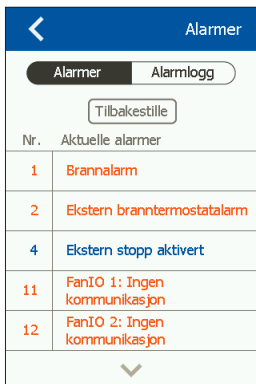 Alarmer
Alarmer Alarmlogg
Tilbakestille
Nr. Aktuelle alarmer
1 Brannalarm
2 Ekstern branntermostatalarm
4 Ekstern stopp aktivert
11 FanIO 1: Ingen
kommunikasjon
12 FanIO 2: Ingen
kommunikasjon